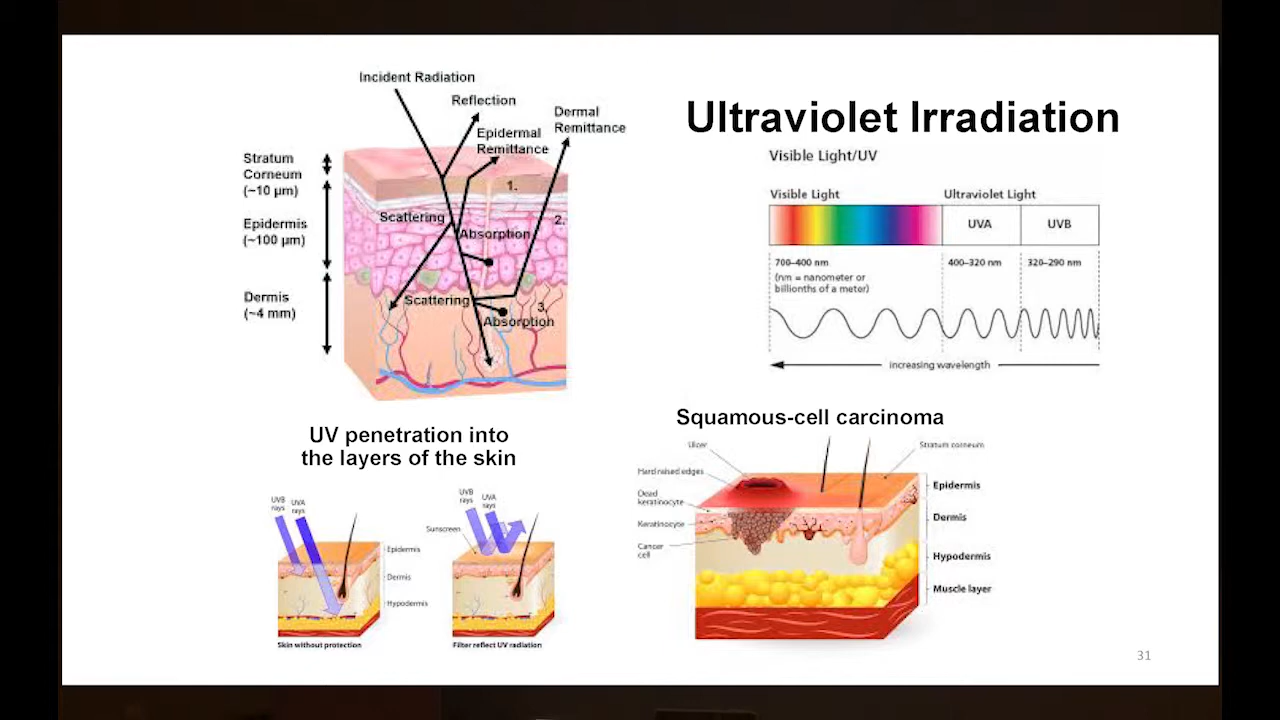 Ultraviolet Irradiation
Incident Radiation
Reflection
Dermal
Remittance
Epidermal
Remittance
Stratum
Corneum
(~10 µm)
Epidermis
(~100 µm)
Dermis
(~4 mm)
1.
2.
3.
Scattering
Absorption
Scattering
Absorption
Visible Light/UV
Visible Light
Ultraviolet Light
UVA
UVB
700–400 nm
(nm = nanometer or
billionths of a meter)
400–320 nm
320–290 nm
increasing wavelength
UV penetration into
the layers of the skin
UVB
rays
UVA
rays
Epidermis
Dermis
Hypodermis
Skin without protection
UVB
rays
UVA
rays
Sunscreen
Filter reflect UV radiation
Squamous-cell carcinoma
Ulcer
Hard raised edges
Dead
keratinocyte
Keratinocyte
Cancer
cell
Stratum corneum
Epidermis
Dermis
Hypodermis
Muscle layer
31